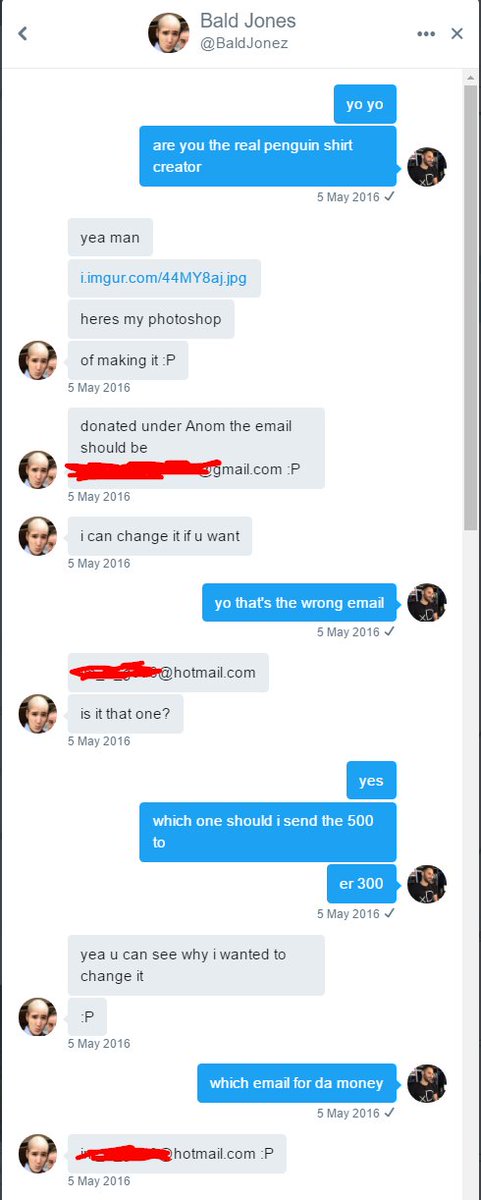 Bald Jones
@BaldJonez
yo yo
are you the real penguin shirt
creator
5 May 2016
yea man
i.imgur.com/44MY8aj.jpg
heres my photoshop
of making it :P
5 May 2016
donated under Anom the email
should be
@gmail.com :P
5 May 2016
i can change it if u want
5 May 2016
yo that's the wrong email
5 May 2016
@hotmail.com
is it that one?
5 May 2016
yes
which one should i send the 500
to
er 300
5 May 2016
yea u can see why i wanted to
change it
:P
5 May 2016
which email for da money
5 May 2016
@hotmail.com :P
5 May 2016